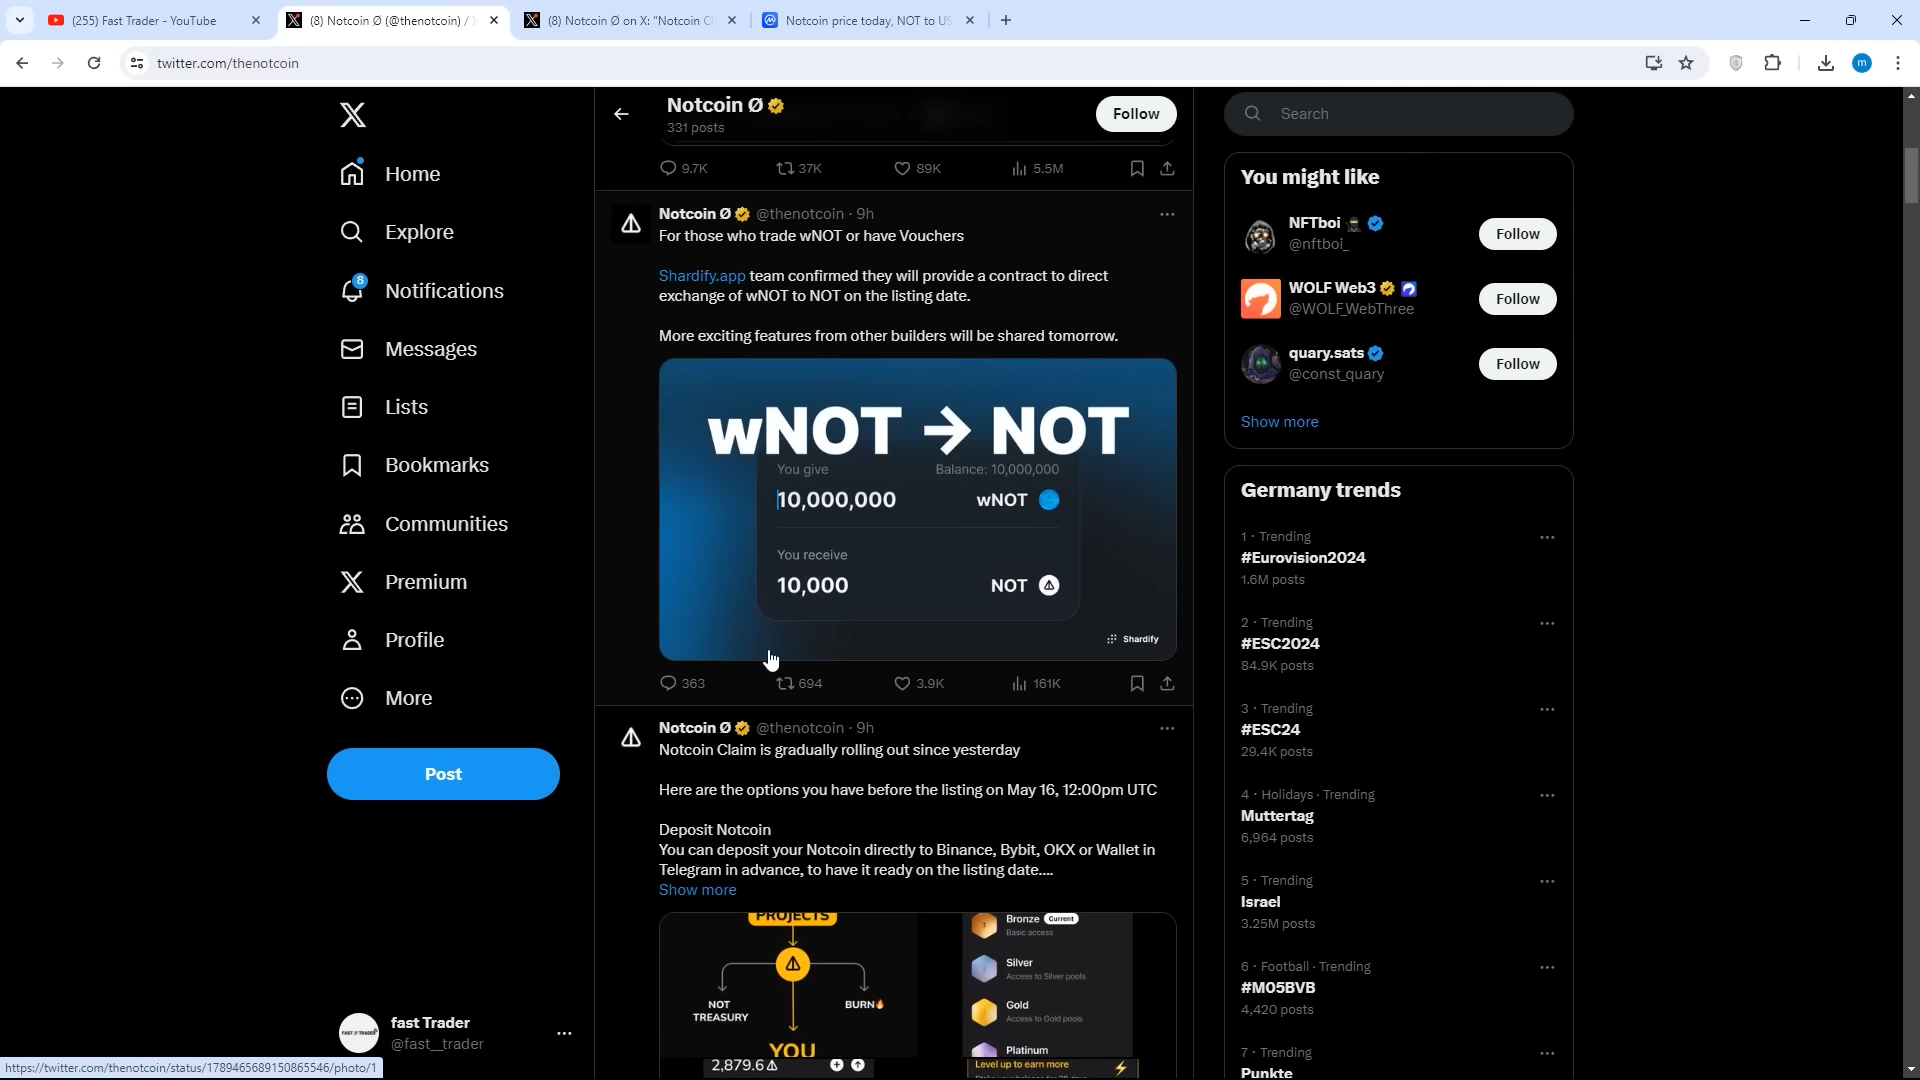 (255) Fast Trader - YouTube
(8) Notcoin Ø (@thenotcoin) /
(8) Notcoin Ø on X: "Notcoin C
Notcoin price today, NOT to US
twitter.com/thenotcoin
m
Home
Explore
8
Notifications
Messages
Lists
Bookmarks
Communities
Premium
Profile
More
Post
fast Trader
@fast__trader
https://twitter.com/thenotcoin/status/1789465689150865546/photo/1
Notcoin Ø
331 posts
Follow
9.7K 37K 89K 5.5M
Notcoin Ø @thenotcoin · 9h
For those who trade wNOT or have Vouchers
Shardify.app team confirmed they will provide a contract to direct
exchange of wNOT to NOT on the listing date.
More exciting features from other builders will be shared tomorrow.
wNOT → NOT
You give Balance: 10,000,000
10,000,000 wNOT
You receive
10,000 NOT
Shardify
363 694 3.9K 161K
Notcoin Ø @thenotcoin · 9h
Notcoin Claim is gradually rolling out since yesterday
Here are the options you have before the listing on May 16, 12:00pm UTC
Deposit Notcoin
You can deposit your Notcoin directly to Binance, Bybit, OKX or Wallet in
Telegram in advance, to have it ready on the listing date....
Show more
PROJECTS
NOT
TREASURY
BURN🔥
YOU
2,879.6
Bronze Current
Basic access
Silver
Access to Silver pools
Gold
Access to Gold pools
Platinum
Level up to earn more
Search
You might like
NFTboi
@nftboi_
Follow
WOLF Web3
@WOLF_WebThree
Follow
quary.sats
@const_quary
Follow
Show more
Germany trends
1 · Trending
#Eurovision2024
1.6M posts
2 · Trending
#ESC2024
84.9K posts
3 · Trending
#ESC24
29.4K posts
4 · Holidays · Trending
Muttertag
6,964 posts
5 · Trending
Israel
3.25M posts
6 · Football · Trending
#M05BVB
4,420 posts
7 · Trending
Punkte